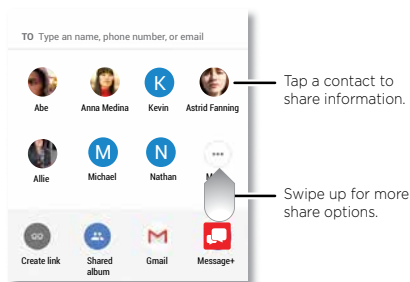 TO Type an name, phone number, or email
K
Abe
Anna Medina
Kevin
Astrid Fanning
Tap a contact to
share information.
M
N
Allie
Michael
Nathan
Swipe up for more
share options.
Create link
Shared
album
Gmail
Message+